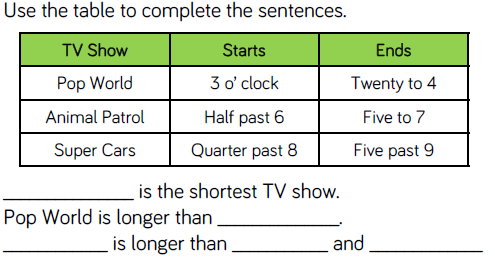 Use the table to complete the sentences.
TV Show Starts Ends
Pop World 3 o' clock Twenty to 4
Animal Patrol Half past 6 Five to 7
Super Cars Quarter past 8 Five past 9
______________ is the shortest TV show.
Pop World is longer than _____________.
___________ is longer than __________ and ____________